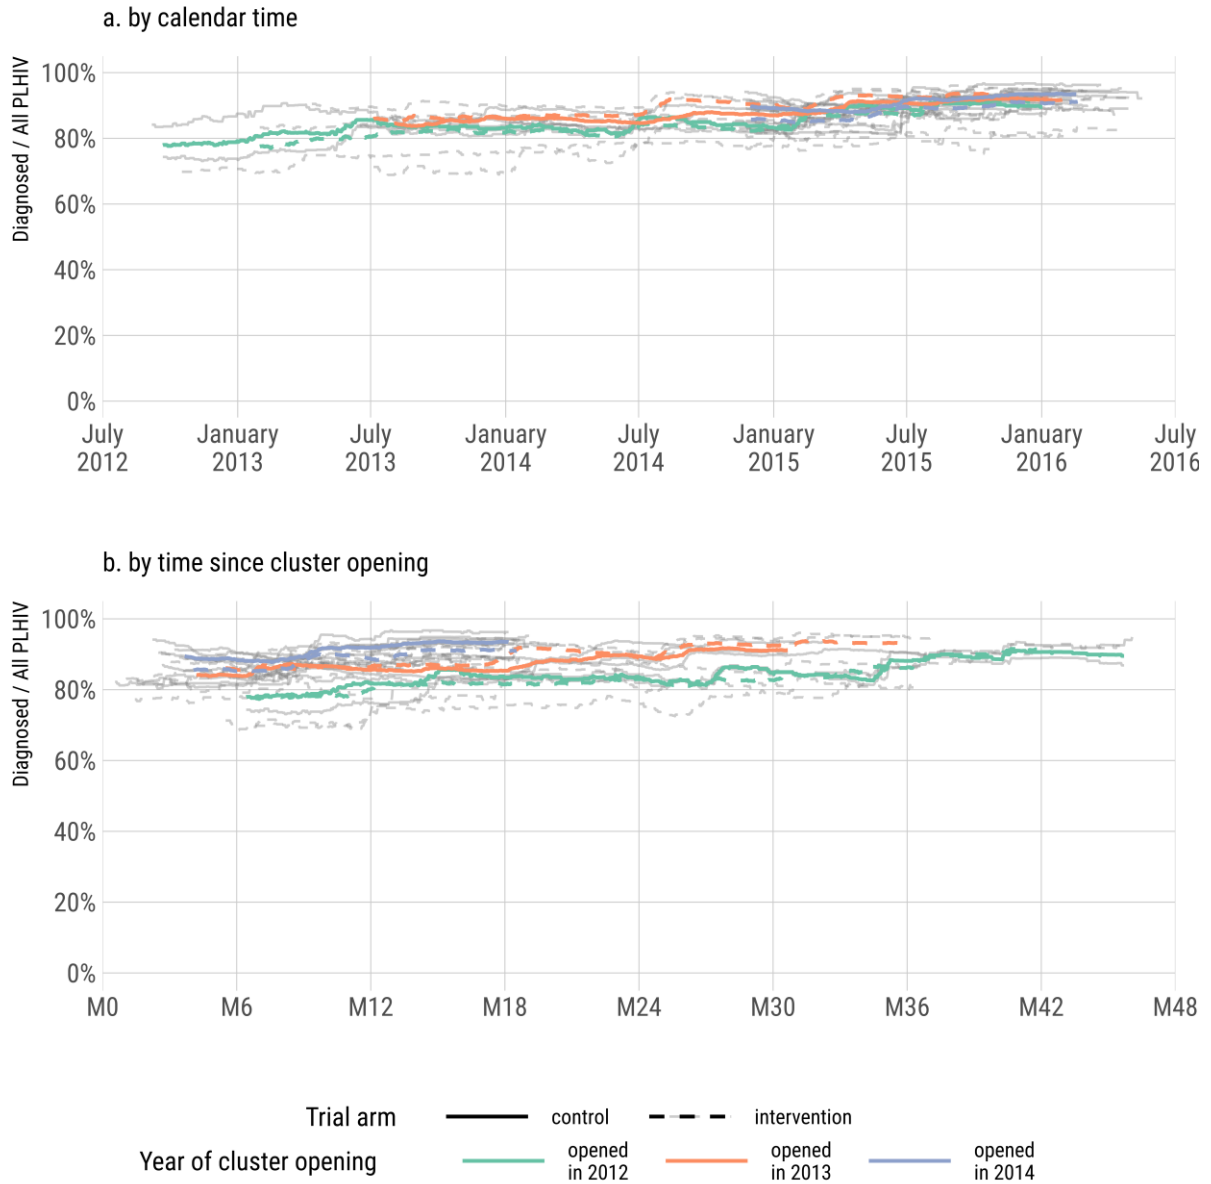 a. by calendar time
Diagnosed / All PLHIV
100%
80%
60%
40%
20%
0%
July January July January July January July January July
2012 2013 2013 2014 2014 2015 2015 2016 2016
b. by time since cluster opening
Diagnosed / All PLHIV
100%
80%
60%
40%
20%
0%
M0 M6 M12 M18 M24 M30 M36 M42 M48
Trial arm control intervention
Year of cluster opening opened in 2012 opened in 2013 opened in 2014